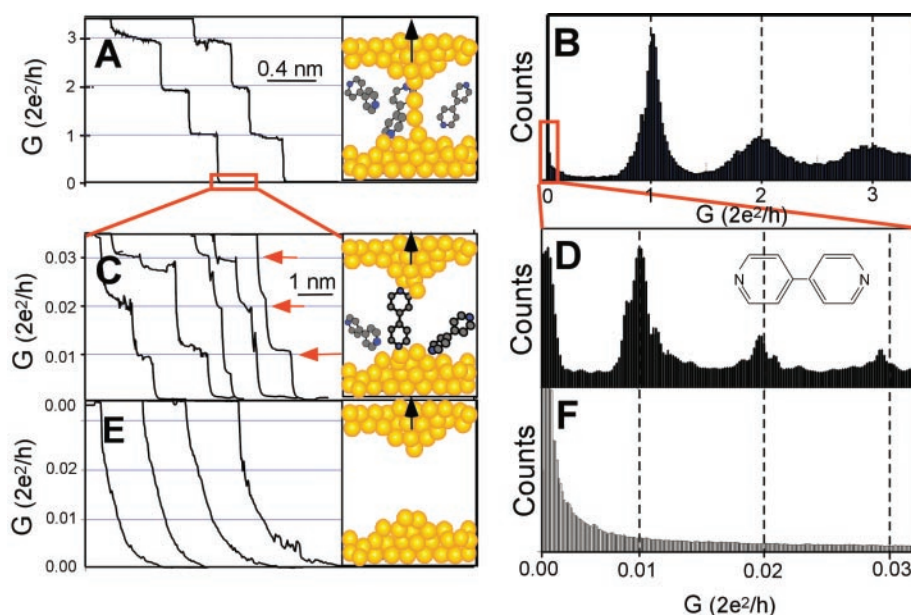 A
G (2e²/h)
3
2
1
0
0.4 nm
B
Counts
0
1
2
3
G (2e²/h)
C
G (2e²/h)
0.03
0.02
0.01
1 nm
D
Counts
N
N
E
G (2e²/h)
0.00
0.02
0.01
0.00
F
Counts
0.00
0.01
0.02
0.03
G (2e²/h)